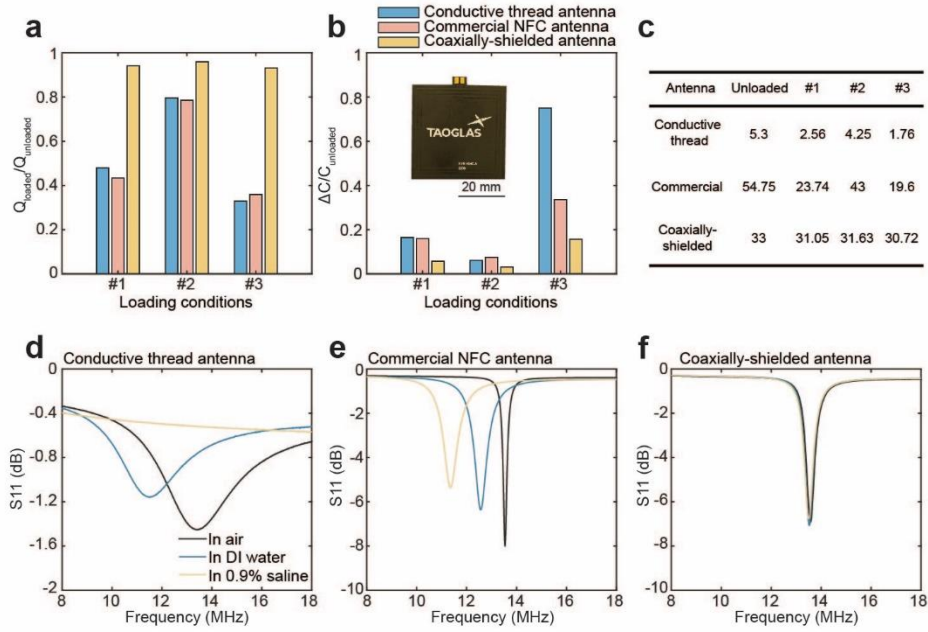 a
b
c
Conductive thread antenna
Commercial NFC antenna
Coaxially-shielded antenna
1
0.8
0.6
0.4
0.2
0
Qloaded/Qunloaded
#1 #2 #3
Loading conditions
1
0.8
0.6
0.4
0.2
0
ΔC/Cunloaded
TAOGLAS
20 mm
#1 #2 #3
Loading conditions
Antenna Unloaded #1 #2 #3
Conductive
thread
5.3 2.56 4.25 1.76
Commercial 54.75 23.74 43 19.6
Coaxially-
shielded
33 31.05 31.63 30.72
d
Conductive thread antenna
0
-0.4
-0.8
-1.2
-1.6
-2
S11 (dB)
In air
In DI water
In 0.9% saline
8 10 12 14 16 18
Frequency (MHz)
e
Commercial NFC antenna
0
-2
-4
-6
-8
-10
S11 (dB)
8 10 12 14 16 18
Frequency (MHz)
f
Coaxially-shielded antenna
0
-2
-4
-6
-8
-10
S11 (dB)
8 10 12 14 16 18
Frequency (MHz)